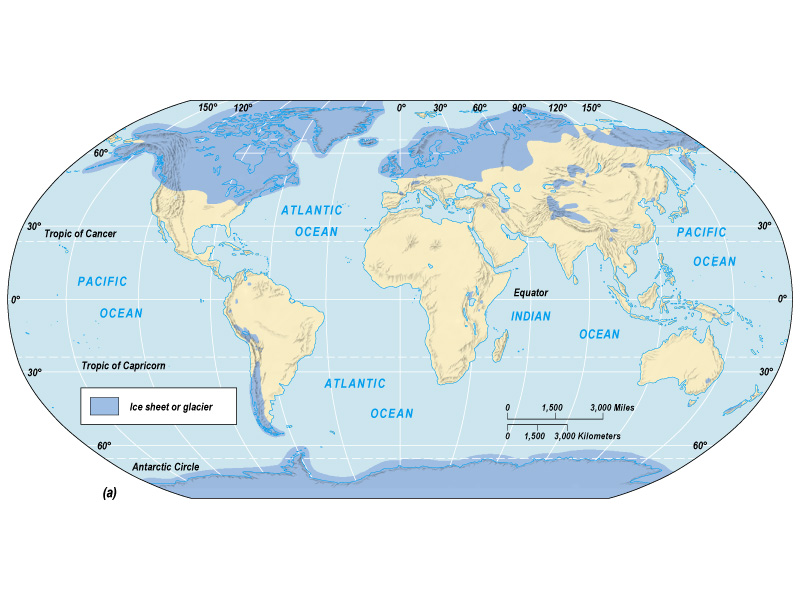 150° 120° 0° 30° 60° 90° 120° 150°
60°
ATLANTIC
OCEAN
30°
Tropic of Cancer
30°
PACIFIC
OCEAN
PACIFIC
OCEAN
0°
Equator
0°
INDIAN
OCEAN
Tropic of Capricorn
30°
30°
ATLANTIC
OCEAN
Ice sheet or glacier
0 1,500 3,000 Miles
0 1,500 3,000 Kilometers
60°
60°
Antarctic Circle
(a)